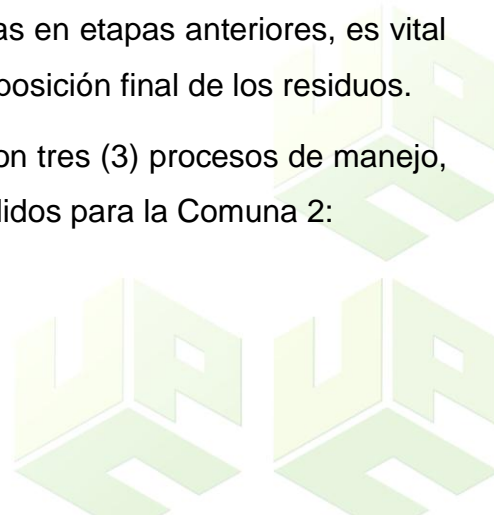 as en etapas anteriores, es vital
posición final de los residuos.
on tres (3) procesos de manejo,
lidos para la Comuna 2: